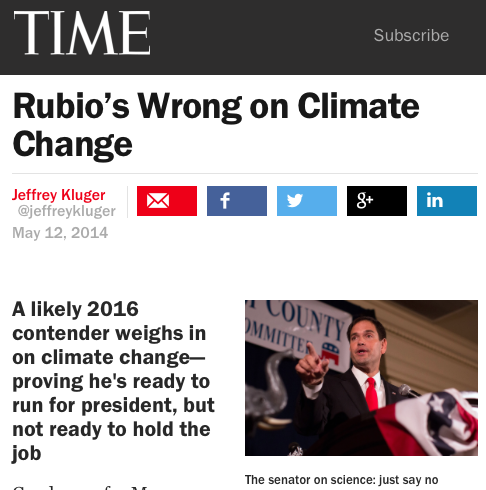 TIME
Subscribe
Rubio's Wrong on Climate
Change
Jeffrey Kluger
@jeffreykluger
May 12, 2014
f
g+
in
A likely 2016
contender weighs in
on climate change—
proving he's ready to
run for president, but
not ready to hold the
job
COUNTY
The senator on science: just say no